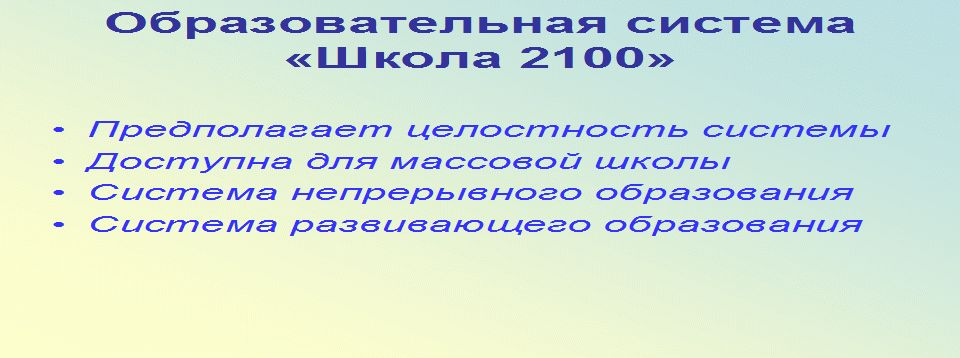 Образовательная система
«Школа 2100»
• Предполагает целостность системы
• Доступна для массовой школы
• Система непрерывного образования
• Система развивающего образования